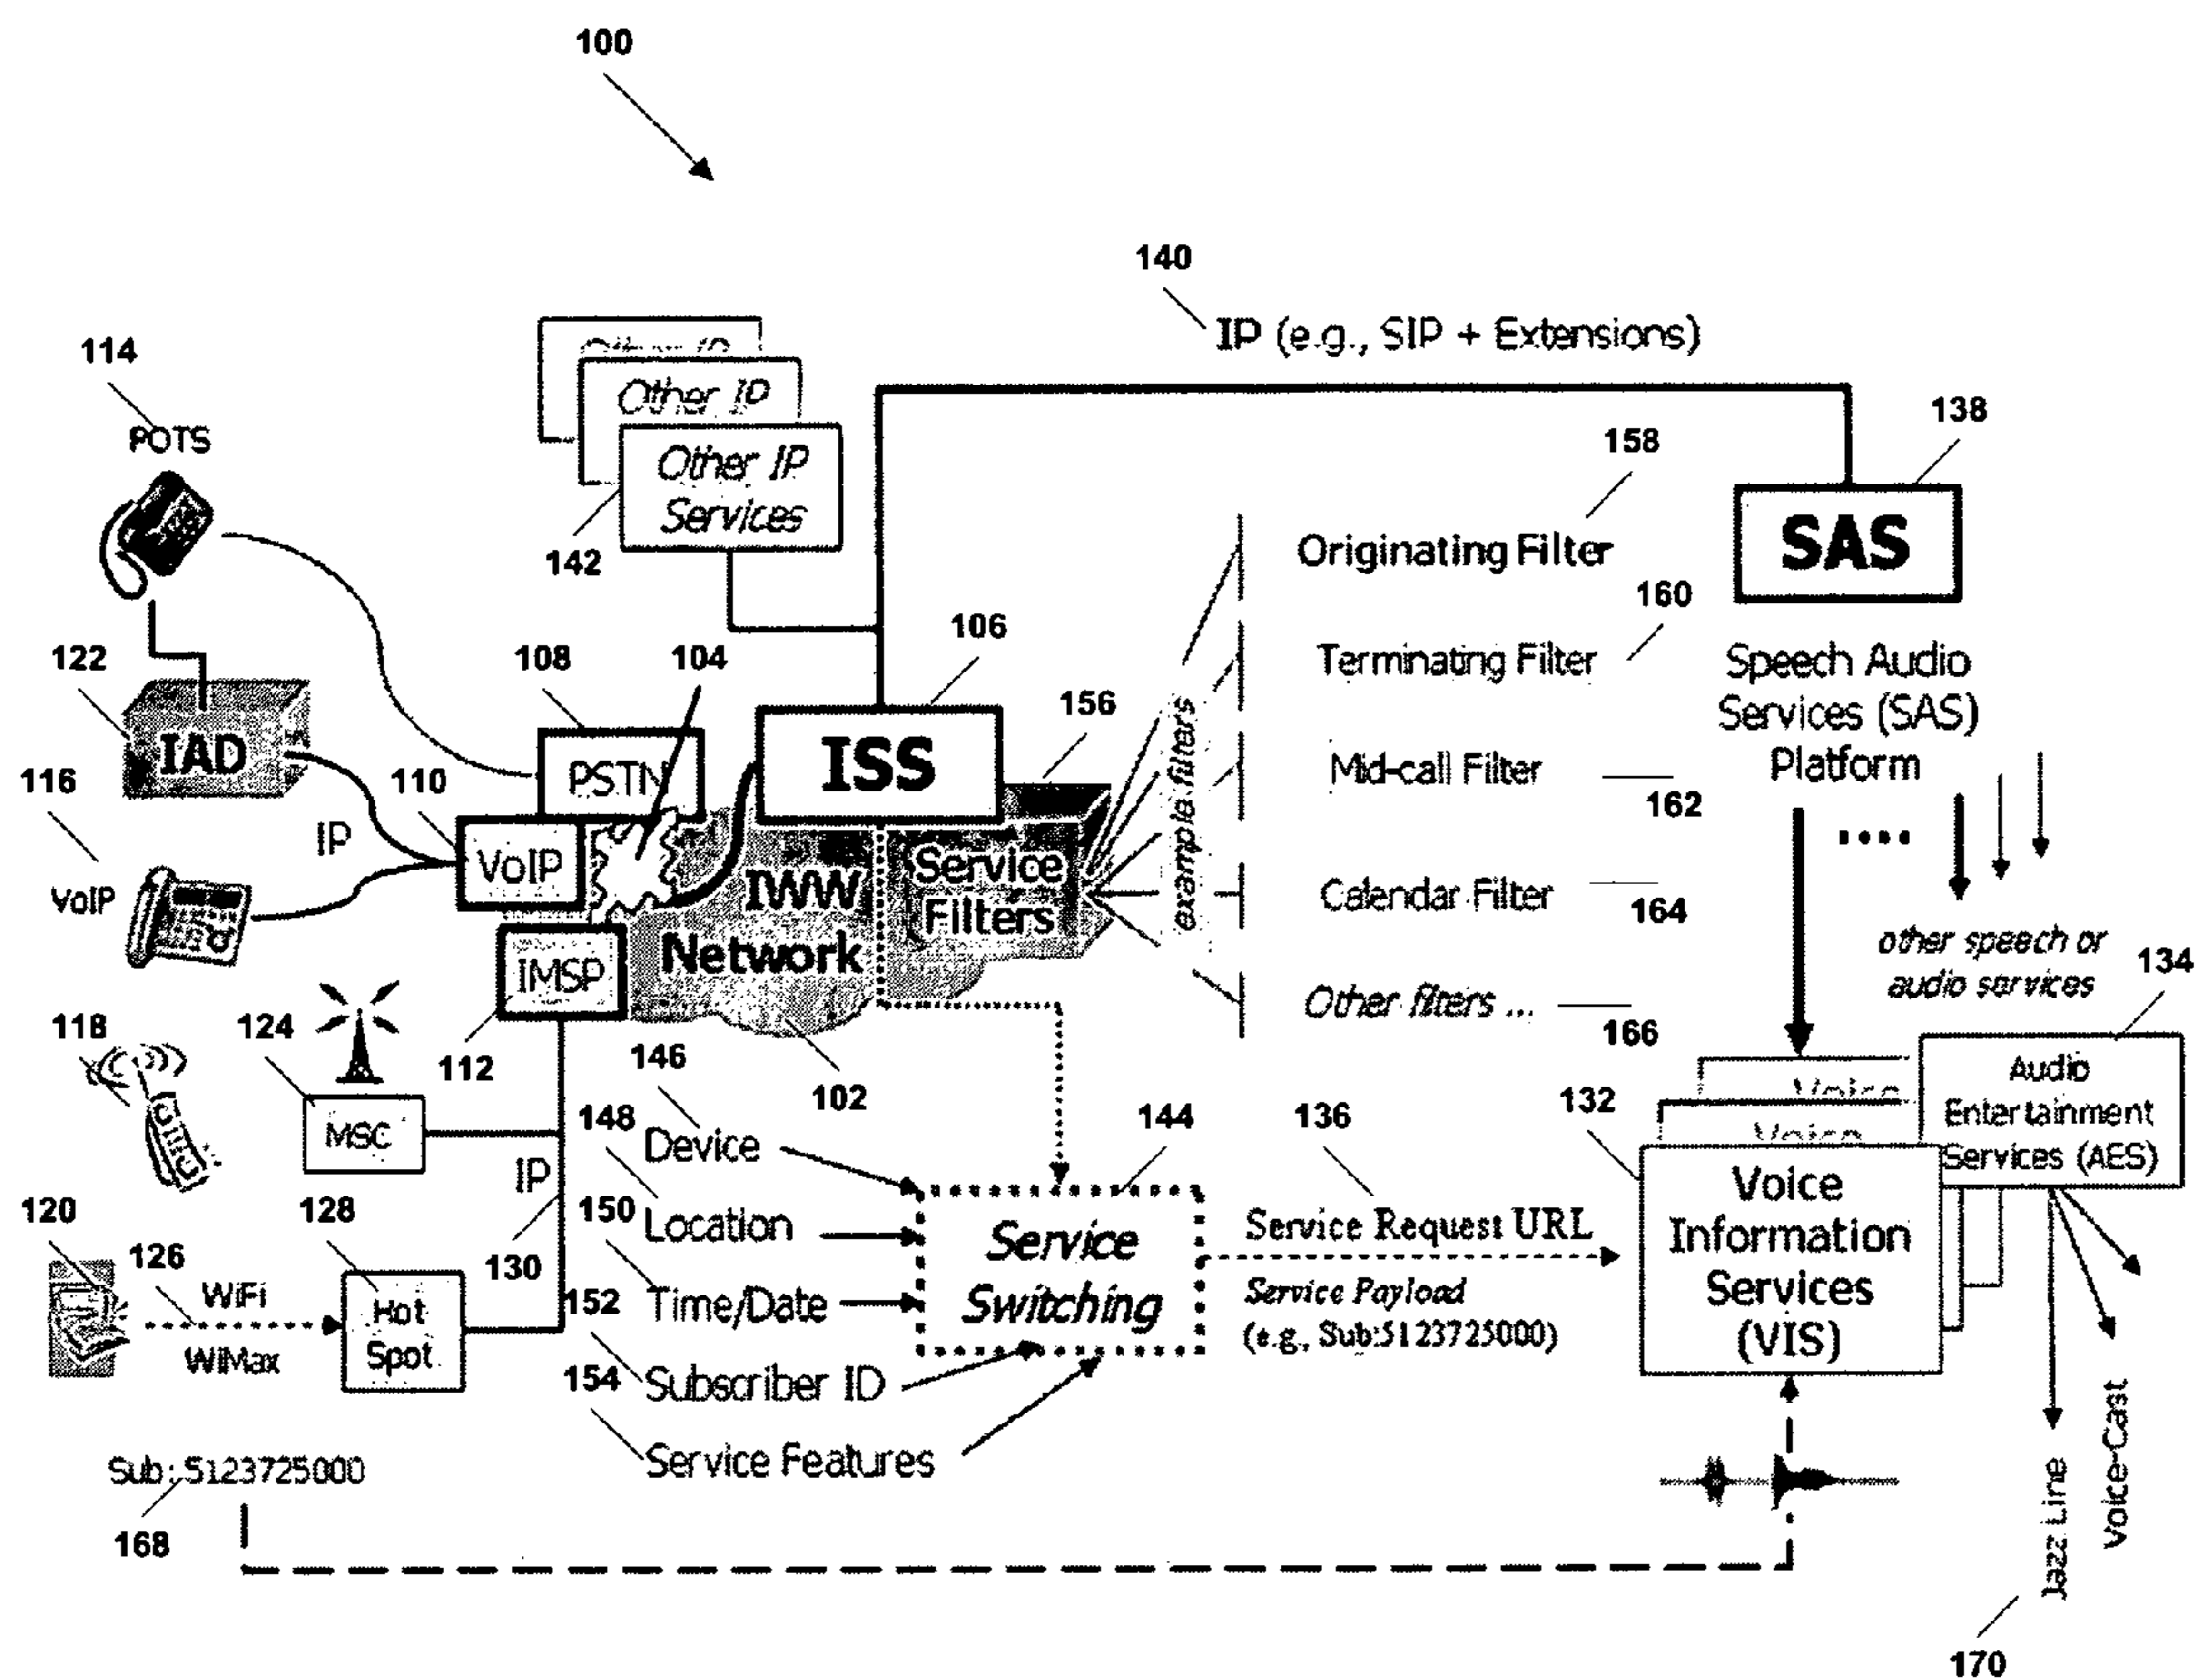 100
140
IP (e.g., SIP + Extensions)
114
POTS
Other IP
Other IP
Other IP
Services
142
138
SAS
158
Originating Filter
160
Terminating Filter
Speech Audio
Services (SAS)
Platform
Mid-call Filter
162
Calendar Filter
164
Other filters ...
166
example filters
122
IAD
108
104
106
156
PSTN
ISS
116
110
IP
VoIP
VoIP
IWW
Network
Service
Filters
IMSP
other speech or
audio services
134
118
124
MSC
112
146
102
IP
148
Device
144
136
132
Voice
Voice
Audio
Entertainment
Services (AES)
Voice
Information
Services
(VIS)
120
126
WiFi
WiMax
128
Hot
Spot
130
150
Location
152
Time/Date
154
Subscriber ID
Service Features
Service
Switching
Service Request URL
Service Payload
(e.g., Sub:5123725000)
Sub:5123725000
168
Jazz Line
Voice-Cast
170